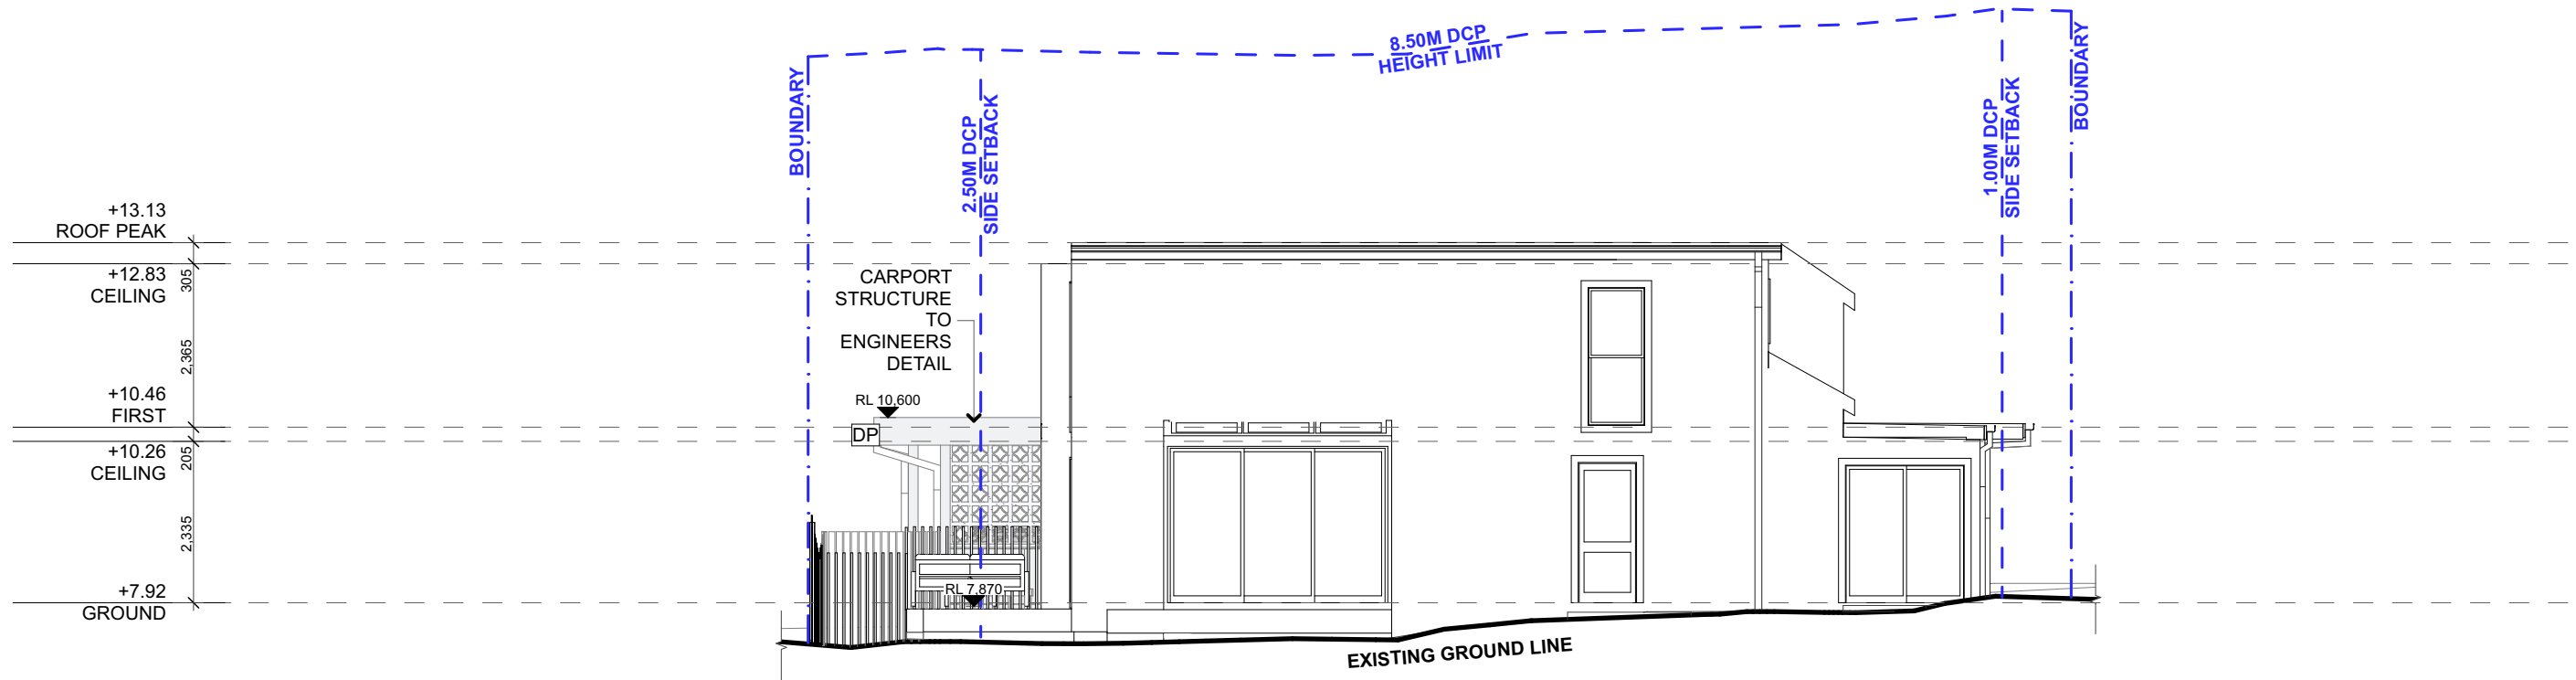 8.50M DCP
HEIGHT LIMIT
BOUNDARY
2.50M DCP
SIDE SETBACK
1.00M DCP
SIDE SETBACK
BOUNDARY
+13.13
ROOF PEAK
305
+12.83
CEILING
2,365
+10.46
FIRST
205
+10.26
CEILING
2,335
+7.92
GROUND
CARPORT
STRUCTURE
TO
ENGINEERS
DETAIL
RL 10,600
DP
RL 7,870
EXISTING GROUND LINE